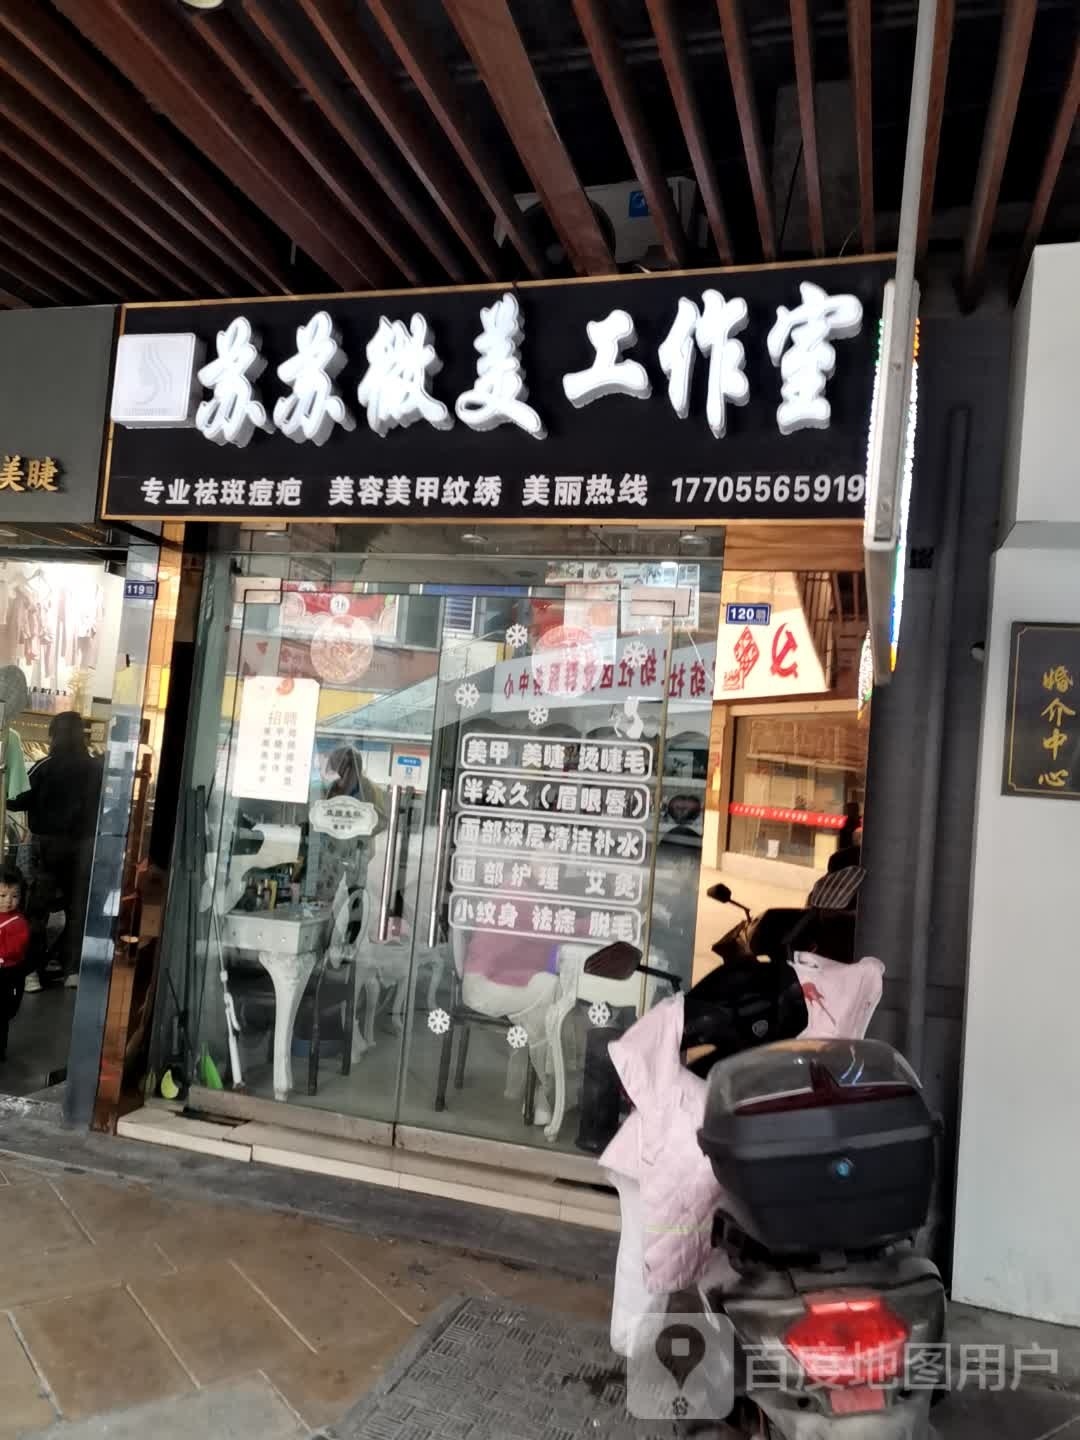 苏苏微美 工作室
专业祛斑痘疤 美容美甲纹绣 美丽热线 17705565919
美睫
119
120
招聘
美甲 美睫 烫睫毛
半永久（眉眼唇）
面部深层清洁补水
面部护理 艾灸
小纹身 祛痣 脱毛
婚介中心
百度地图用户